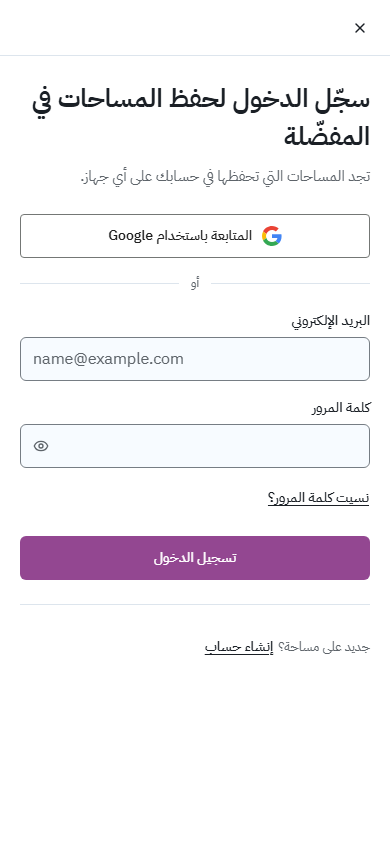 سجّل الدخول لحفظ المساحات في
المفضّلة
تجد المساحات التي تحفظها في حسابك على أي جهاز.
المتابعة باستخدام Google
أو
البريد الإلكتروني
name@example.com
كلمة المرور
نسيت كلمة المرور؟
تسجيل الدخول
جديد على مساحة؟ إنشاء حساب